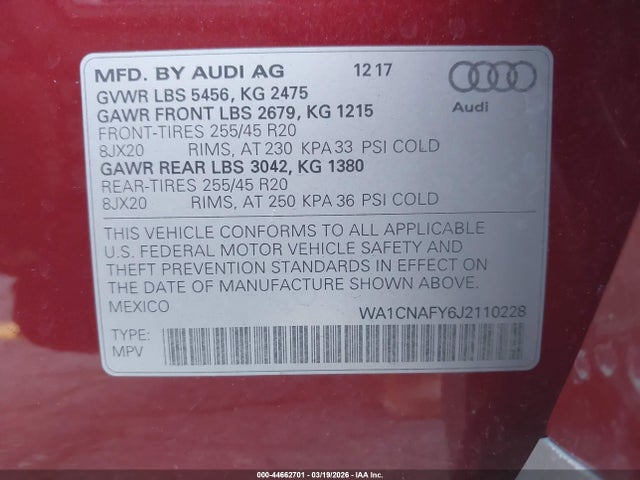 MFD. BY AUDI AG 12 17
GVWR LBS 5456, KG 2475
GAWR FRONT LBS 2679, KG 1215
FRONT-TIRES 255/45 R20
8JX20 RIMS, AT 230 KPA 33 PSI COLD
GAWR REAR LBS 3042, KG 1380
REAR-TIRES 255/45 R20
8JX20 RIMS, AT 250 KPA 36 PSI COLD
Audi
THIS VEHICLE CONFORMS TO ALL APPLICABLE
U.S. FEDERAL MOTOR VEHICLE SAFETY AND
THEFT PREVENTION STANDARDS IN EFFECT ON
THE DATE OF MANUFACTURE SHOWN ABOVE.
MEXICO WA1CNAFY6J2110228
TYPE:
MPV
000-44662701 - 03/19/2026 - IAA Inc.